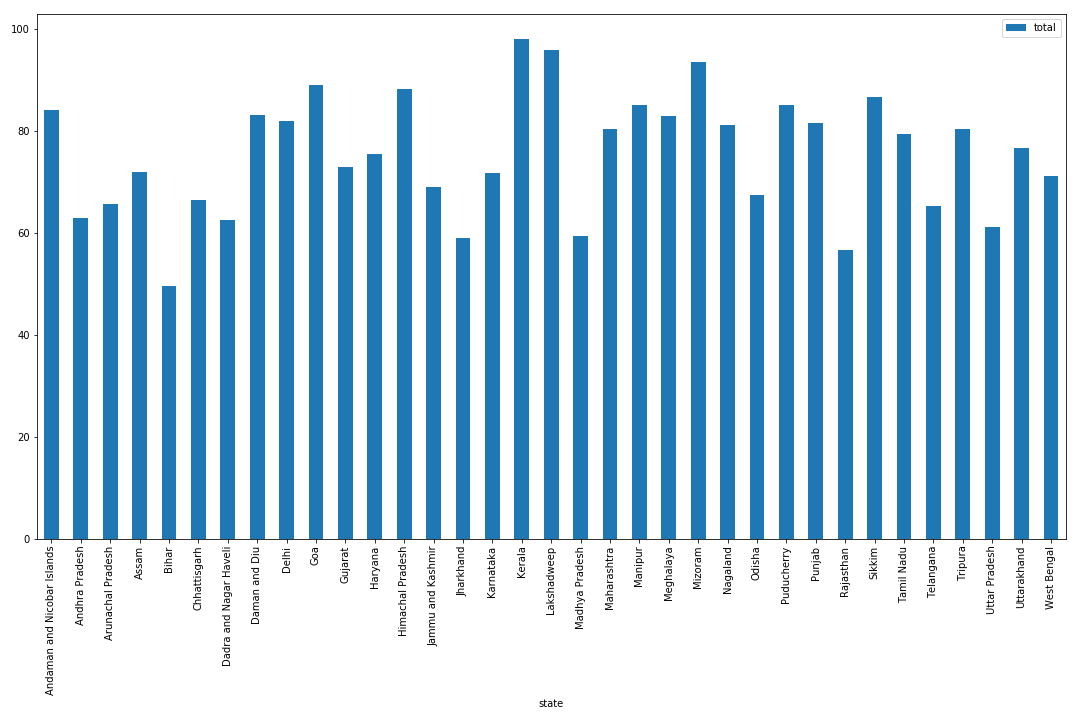 100
80
60
40
20
0
total
Andaman and Nicobar Islands
Andhra Pradesh
Arunachal Pradesh
Assam
Bihar
Chhattisgarh
Dadra and Nagar Haveli
Daman and Diu
Delhi
Goa
Gujarat
Haryana
Himachal Pradesh
Jammu and Kashmir
Jharkhand
Karnataka
Kerala
Lakshadweep
Madhya Pradesh
Maharashtra
Manipur
Meghalaya
Mizoram
Nagaland
Odisha
Puducherry
Punjab
Rajasthan
Sikkim
Tamil Nadu
Telangana
Tripura
Uttar Pradesh
Uttarakhand
West Bengal
state